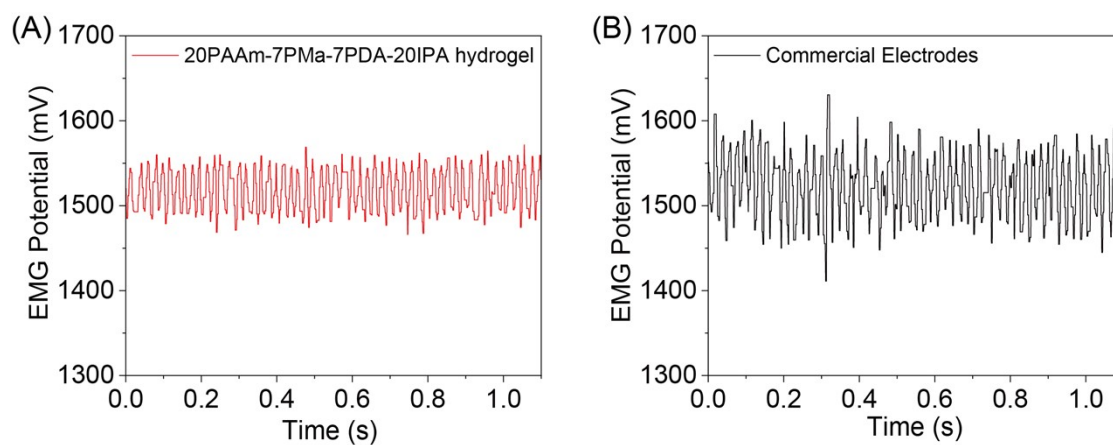 (A)
20PAAm-7PMa-7PDA-20IPA hydrogel
EMG Potential (mV)
1700
1600
1500
1400
1300
0.0 0.2 0.4 0.6 0.8 1.0
Time (s)
(B)
Commercial Electrodes
EMG Potential (mV)
1700
1600
1500
1400
1300
0.0 0.2 0.4 0.6 0.8 1.0
Time (s)